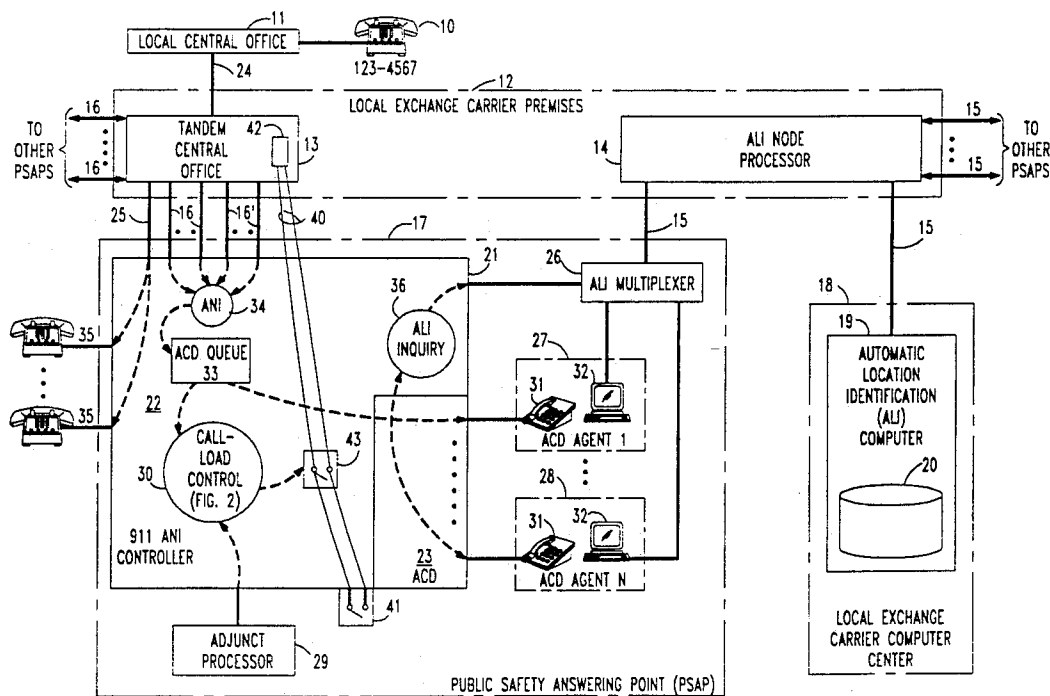 11
LOCAL CENTRAL OFFICE
10
123-4567
24
12
LOCAL EXCHANGE CARRIER PREMISES
16
TO
OTHER
PSAPS
16
TANDEM
CENTRAL
OFFICE
42
13
14
ALI NODE
PROCESSOR
15
15
TO
OTHER
PSAPS
25
16
16'
40
17
15
15
21
26
ALI MULTIPLEXER
ANI
34
36
ALI
INQUIRY
35
35
ACD QUEUE
33
22
CALL-
LOAD
CONTROL
(FIG. 2)
30
43
911 ANI
CONTROLLER
23
ACD
41
27
31
32
ACD AGENT 1
28
31
32
ACD AGENT N
18
19
AUTOMATIC
LOCATION
IDENTIFICATION
(ALI)
COMPUTER
20
LOCAL EXCHANGE
CARRIER COMPUTER
CENTER
ADJUNCT
PROCESSOR
29
PUBLIC SAFETY ANSWERING POINT (PSAP)